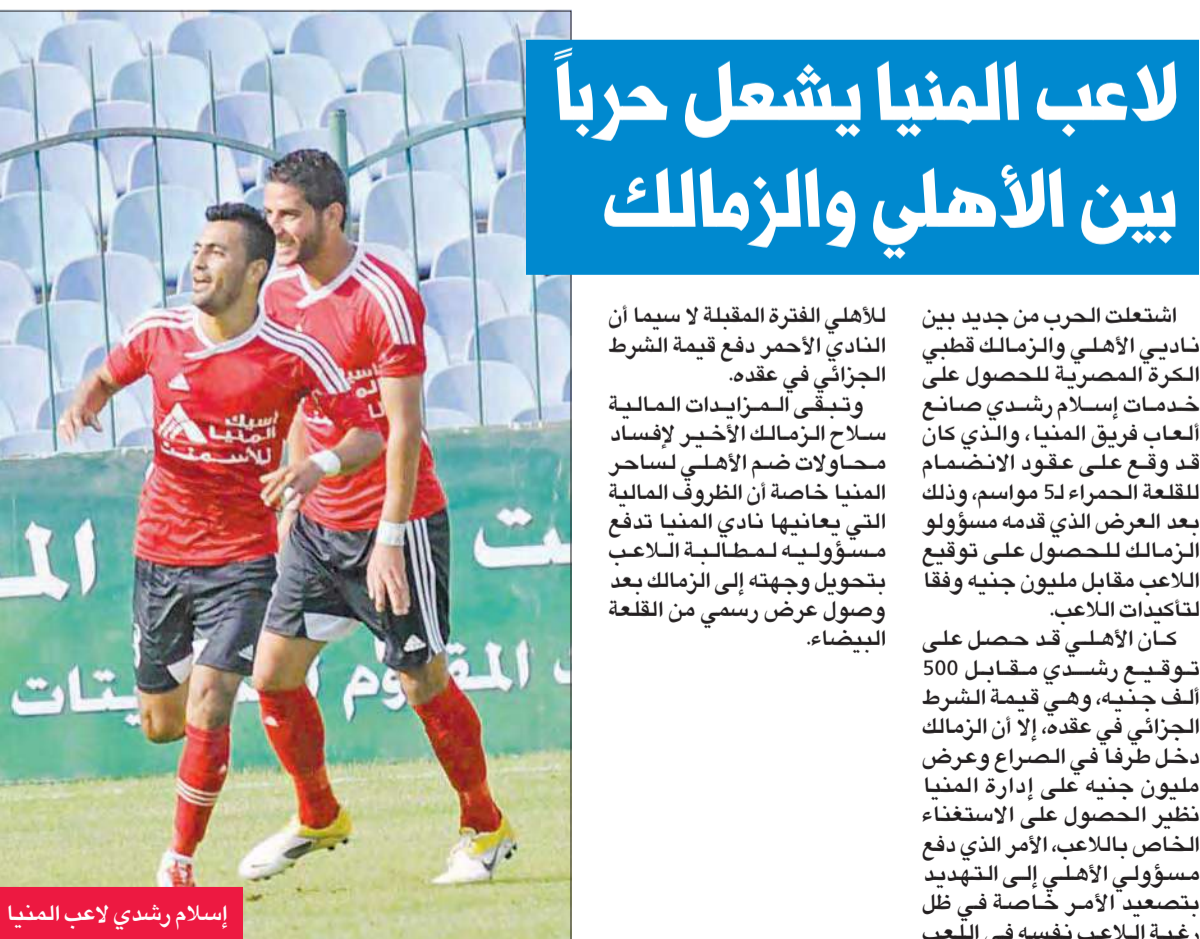 لاعب المنيا يشعل حرباً
بين الأهلي والزمالك
اشتعلت الحرب من جديد بين
ناديي الأهلي والزمالك قطبي
الكرة المصرية للحصول على
خدمات إسلام رشدي صانع
ألعاب فريق المنيا، والذي كان
قد وقع على عقود الانضمام
للقلعة الحمراء لـ5 مواسم، وذلك
بعد العرض الذي قدمه مسؤولو
الزمالك للحصول على توقيع
اللاعب مقابل مليون جنيه وفقا
لتأكيدات اللاعب.
كان الأهلي قد حصل على
توقيع رشدي مقابل 500
ألف جنيه، وهي قيمة الشرط
الجزائي في عقده، إلا أن الزمالك
دخل طرفا في الصراع وعرض
مليون جنيه على إدارة المنيا
نظير الحصول على الاستغناء
الخاص باللاعب، الأمر الذي دفع
مسؤولي الأهلي إلى التهديد
بتصعيد الأمر خاصة في ظل
رغبة اللاعب نفسه في اللعب
للأهلي الفترة المقبلة لا سيما أن
النادي الأحمر دفع قيمة الشرط
الجزائي في عقده.
وتبقى المزايدات المالية
سلاح الزمالك الأخير لإفساد
محاولات ضم الأهلي لساحر
المنيا خاصة أن الظروف المالية
التي يعانيها نادي المنيا تدفع
مسؤوليه لمطالبة اللاعب
بتحويل وجهته إلى الزمالك بعد
وصول عرض رسمي من القلعة
البيضاء.
اسيك
المنيا
للأسمنت
المقاوم
إسلام رشدي لاعب المنيا